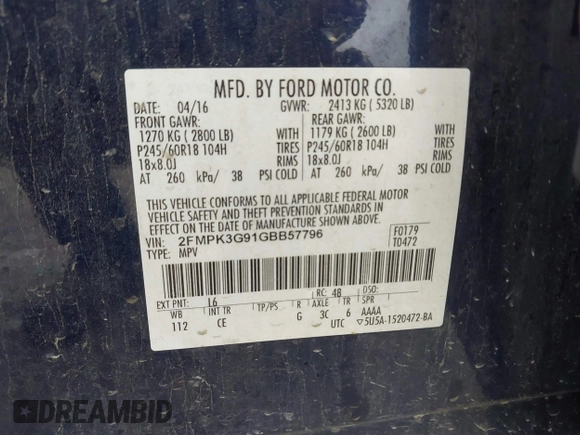 MFD. BY FORD MOTOR CO.
DATE: 04/16 GVWR: 2413 KG ( 5320 LB)
FRONT GAWR: REAR GAWR:
1270 KG ( 2800 LB) WITH 1179 KG ( 2600 LB) WITH
P245/60R18 104H TIRES P245/60R18 104H TIRES
18x8.0J RIMS 18x8.0J RIMS
AT 260 kPa/ 38 PSI COLD AT 260 kPa/ 38 PSI COLD
THIS VEHICLE CONFORMS TO ALL APPLICABLE FEDERAL MOTOR
VEHICLE SAFETY AND THEFT PREVENTION STANDARDS IN
EFFECT ON THE DATE OF MANUFACTURE SHOWN ABOVE.
VIN: 2FMPK3G91GBB57796 F0179
TYPE: MPV T0472
EXT PNT: L6 RC: 48 DSO:
WB INT TR TP/PS R AXLE TR SPR
112 CE G 3C 6 AAAA
UTC ▽5U5A-1520472-BA
DREAMBID